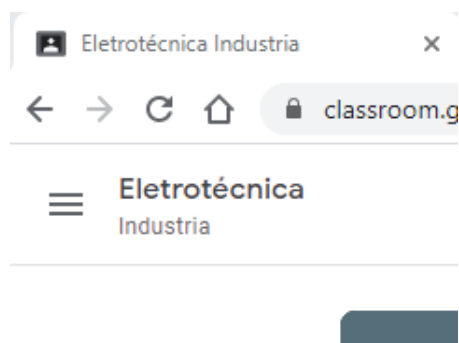 Eletrotécnica Industria
classroom.g
Eletrotécnica
Industria